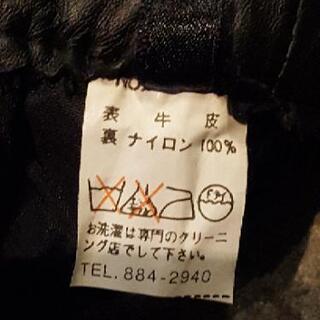 NO.
表 牛 皮
裏 ナイロン 100%
お洗濯は専門のクリーニ
ング店でして下さい。
TEL. 884-2940